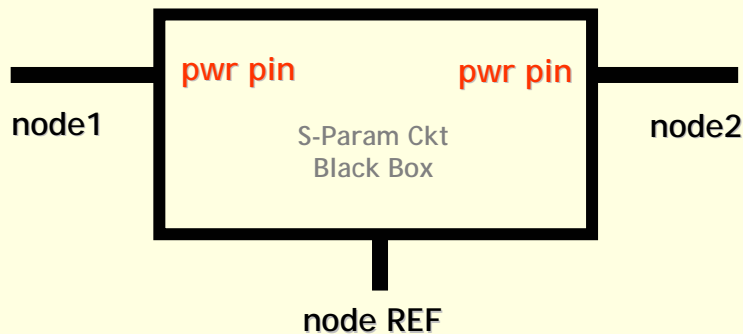 pwr pin pwr pin
node1 node2
S-Param Ckt
Black Box
node REF